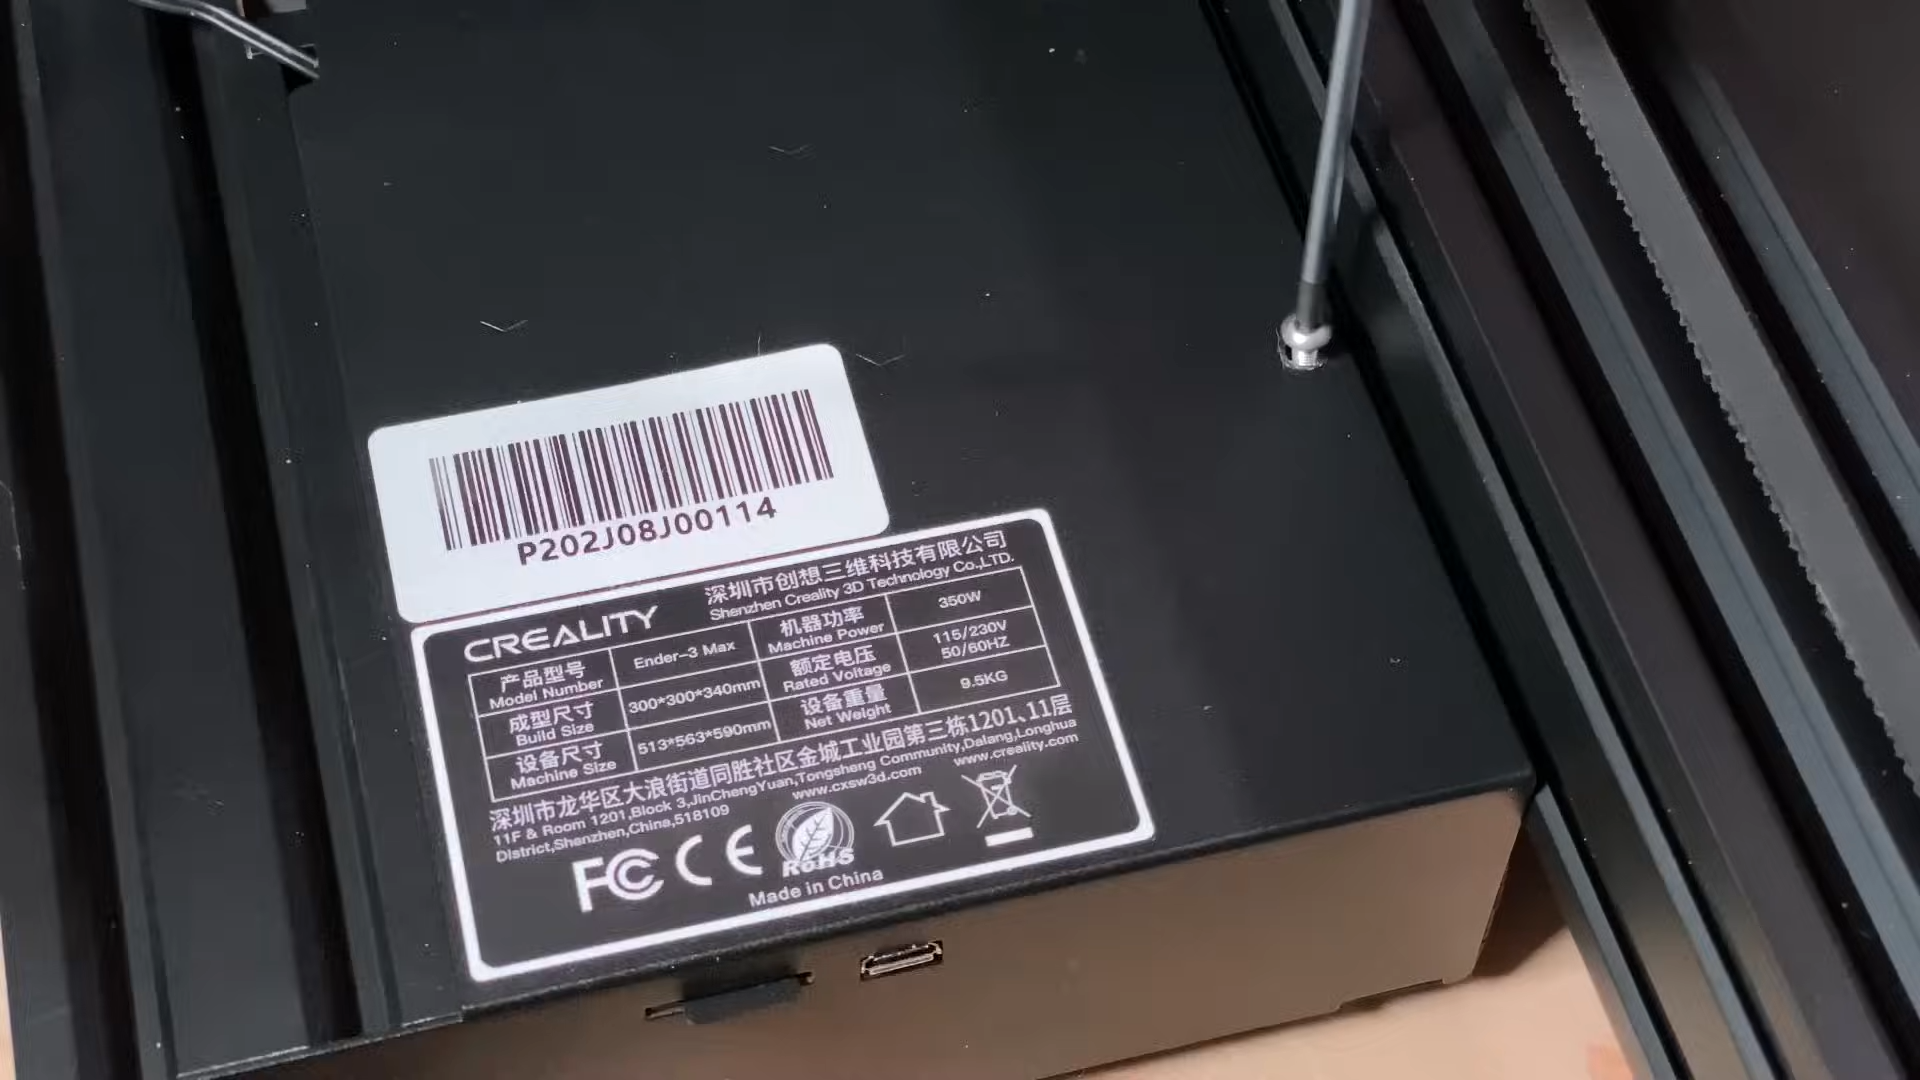 P202J08J00114
CREALITY
深圳市创想三维科技有限公司
Shenzhen Creality 3D Technology Co.,LTD.
产品型号
Model Number
Ender-3 Max
机器功率
Machine Power
350W
成型尺寸
Build Size
300*300*340mm
额定电压
Rated Voltage
115/230V
50/60HZ
设备尺寸
Machine Size
513*563*590mm
设备重量
Net Weight
9.5KG
深圳市龙华区大浪街道同胜社区金城工业园第三栋1201、11层
11F & Room 1201,Block 3,JinChengYuan,Tongsheng Community,Dalang,Longhua
District,Shenzhen,China,518109
www.cxsw3d.com
www.creality.com
FC CE
RoHS
Made in China